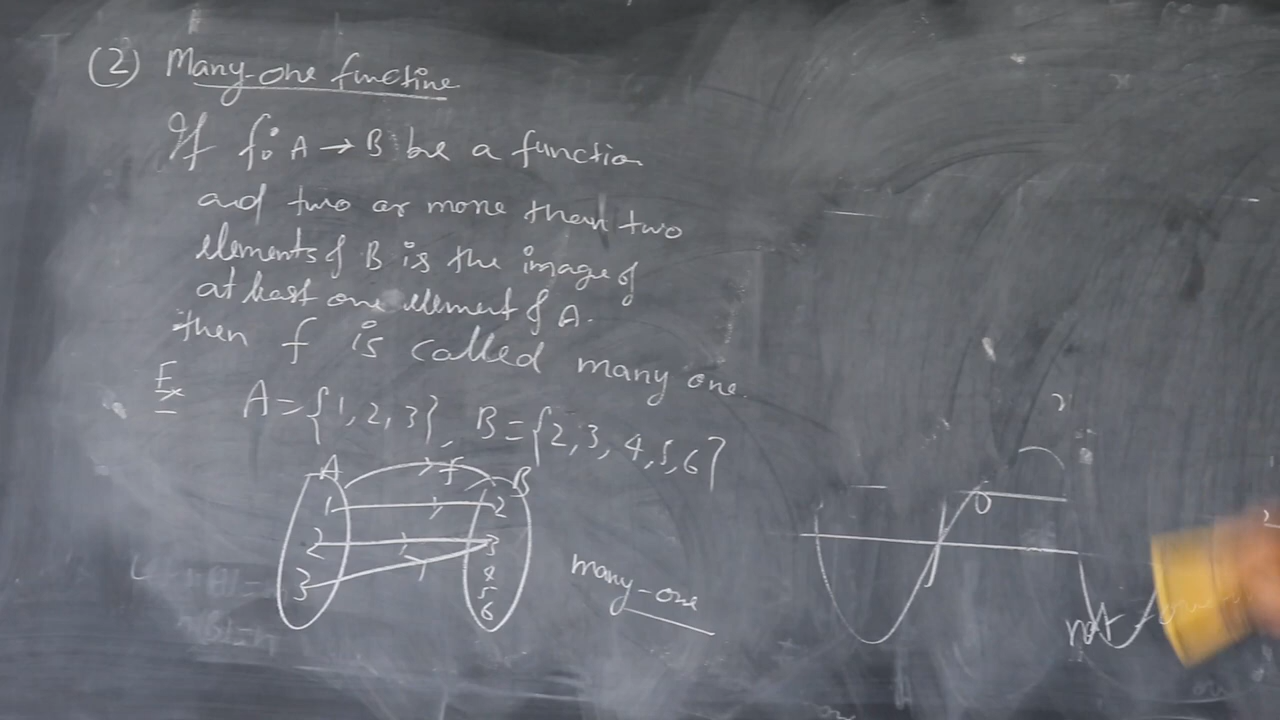 (2) Many-one functine
If f: A → B be a function
and two or more than two
elements of B is the image of
at least one element of A.
then f is called many one
Ex A = {1, 2, 3}, B = {2, 3, 4, 5, 6}
A f B
1 2
2 3
3 4
5
6
many-one
0
not